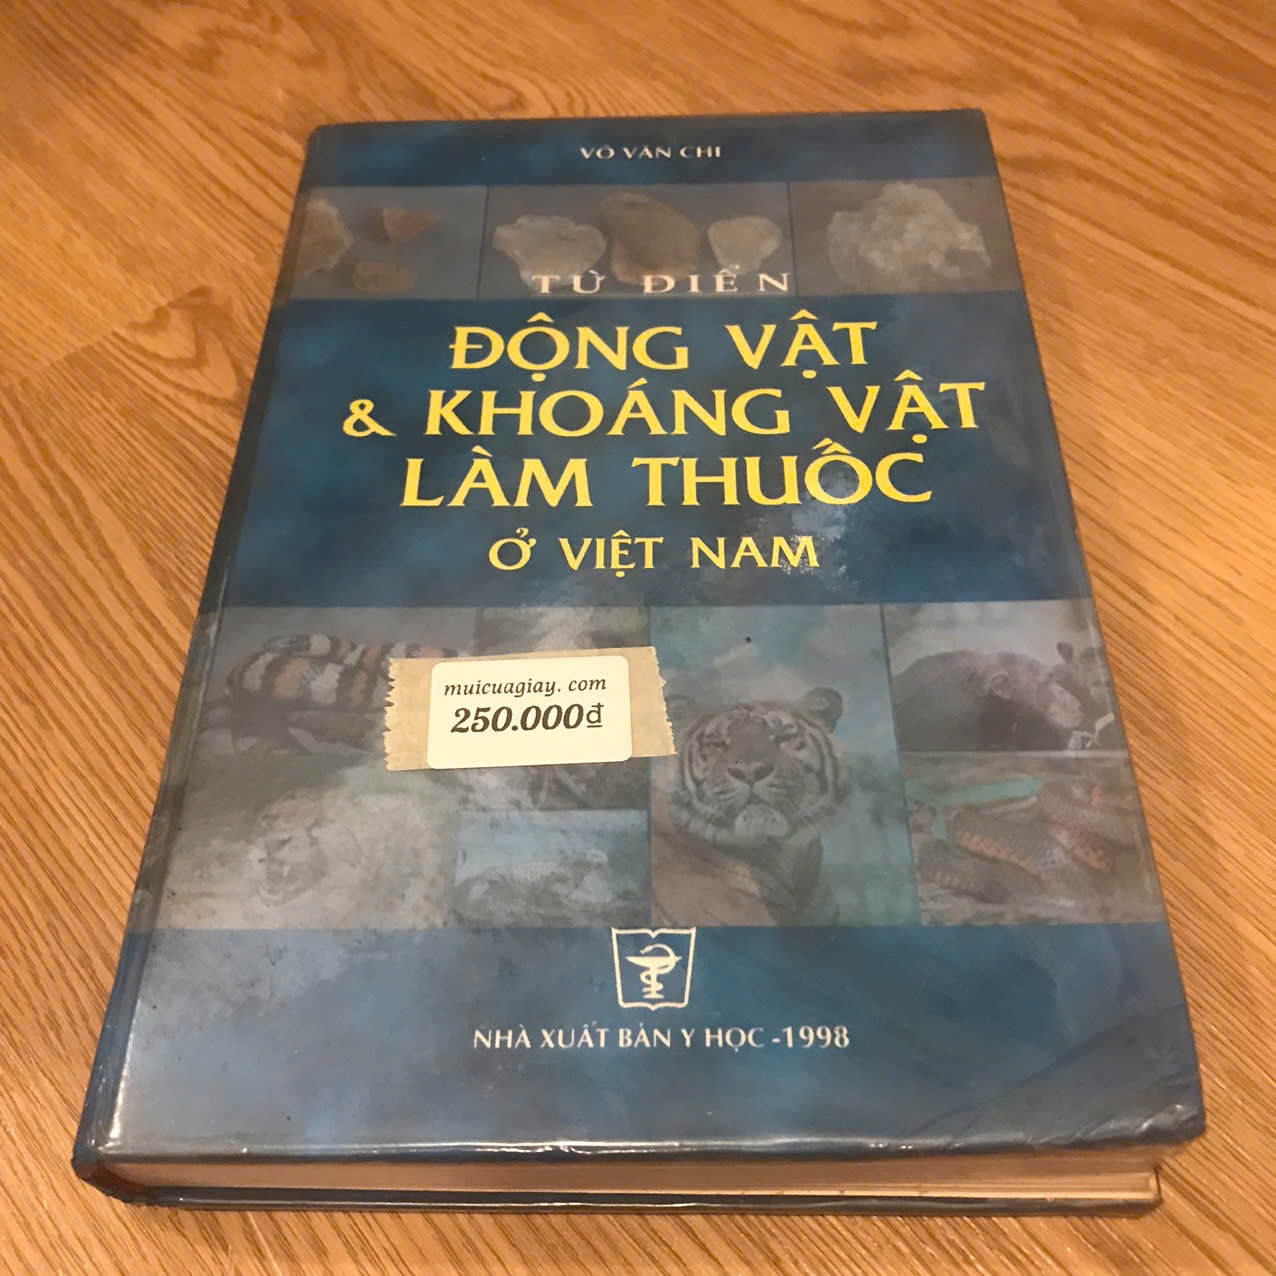 VÕ VĂN CHI
TỪ ĐIỂN
ĐỘNG VẬT
& KHOÁNG VẬT
LÀM THUỐC
Ở VIỆT NAM
muicuagiay. com
250.000₫
NHÀ XUẤT BẢN Y HỌC -1998